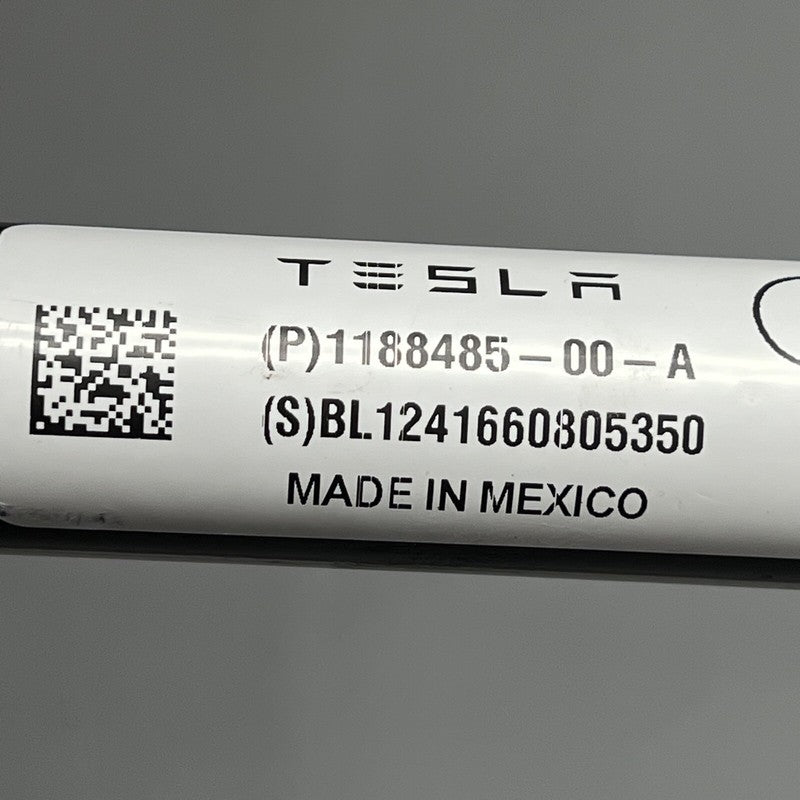 TESLA
(P)1188485-00-A
(S)BL1241660805350
MADE IN MEXICO